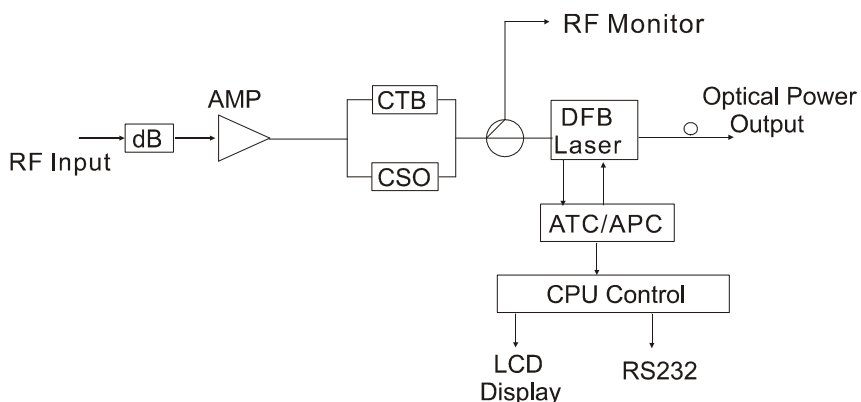 RF Monitor
AMP
CTB
Optical Power
Output
DFB
Laser
dB
RF Input
CSO
ATC/APC
CPU Control
LCD
Display
RS232